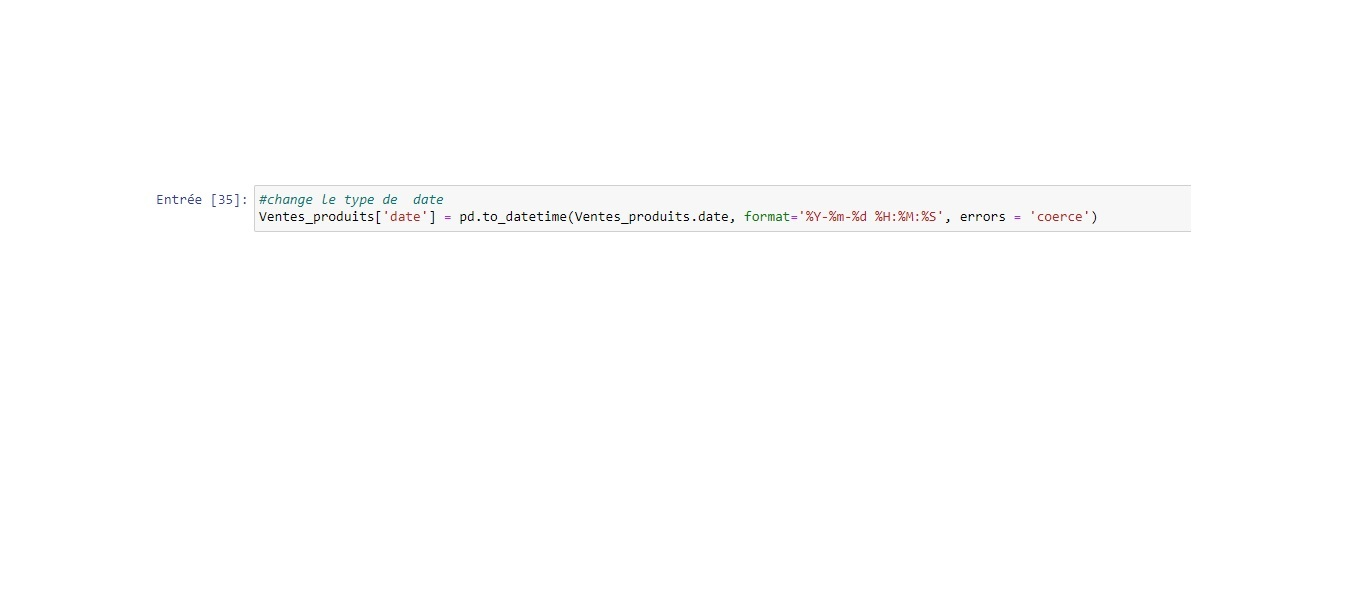 Entrée [35]:
#change le type de  date
Ventes_produits['date'] = pd.to_datetime(Ventes_produits.date, format='%Y-%m-%d %H:%M:%S', errors = 'coerce')